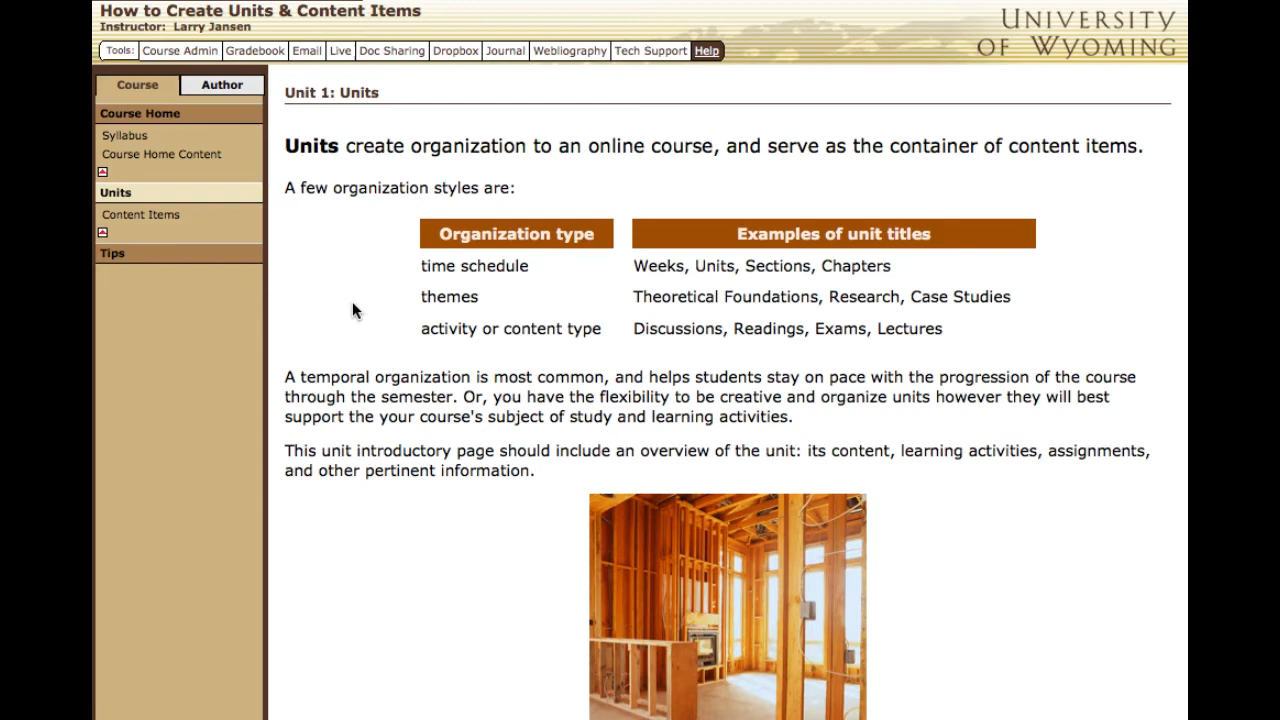 How to Create Units & Content Items
Instructor: Larry Jansen
UNIVERSITY
OF WYOMING
Tools: Course Admin Gradebook Email Live Doc Sharing Dropbox Journal Webliography Tech Support Help
Course Author
Course Home
Syllabus
Course Home Content
Units
Content Items
Tips
Unit 1: Units
Units create organization to an online course, and serve as the container of content items.
A few organization styles are:
Organization type Examples of unit titles
time schedule Weeks, Units, Sections, Chapters
themes Theoretical Foundations, Research, Case Studies
activity or content type Discussions, Readings, Exams, Lectures
A temporal organization is most common, and helps students stay on pace with the progression of the course
through the semester. Or, you have the flexibility to be creative and organize units however they will best
support the your course's subject of study and learning activities.
This unit introductory page should include an overview of the unit: its content, learning activities, assignments,
and other pertinent information.